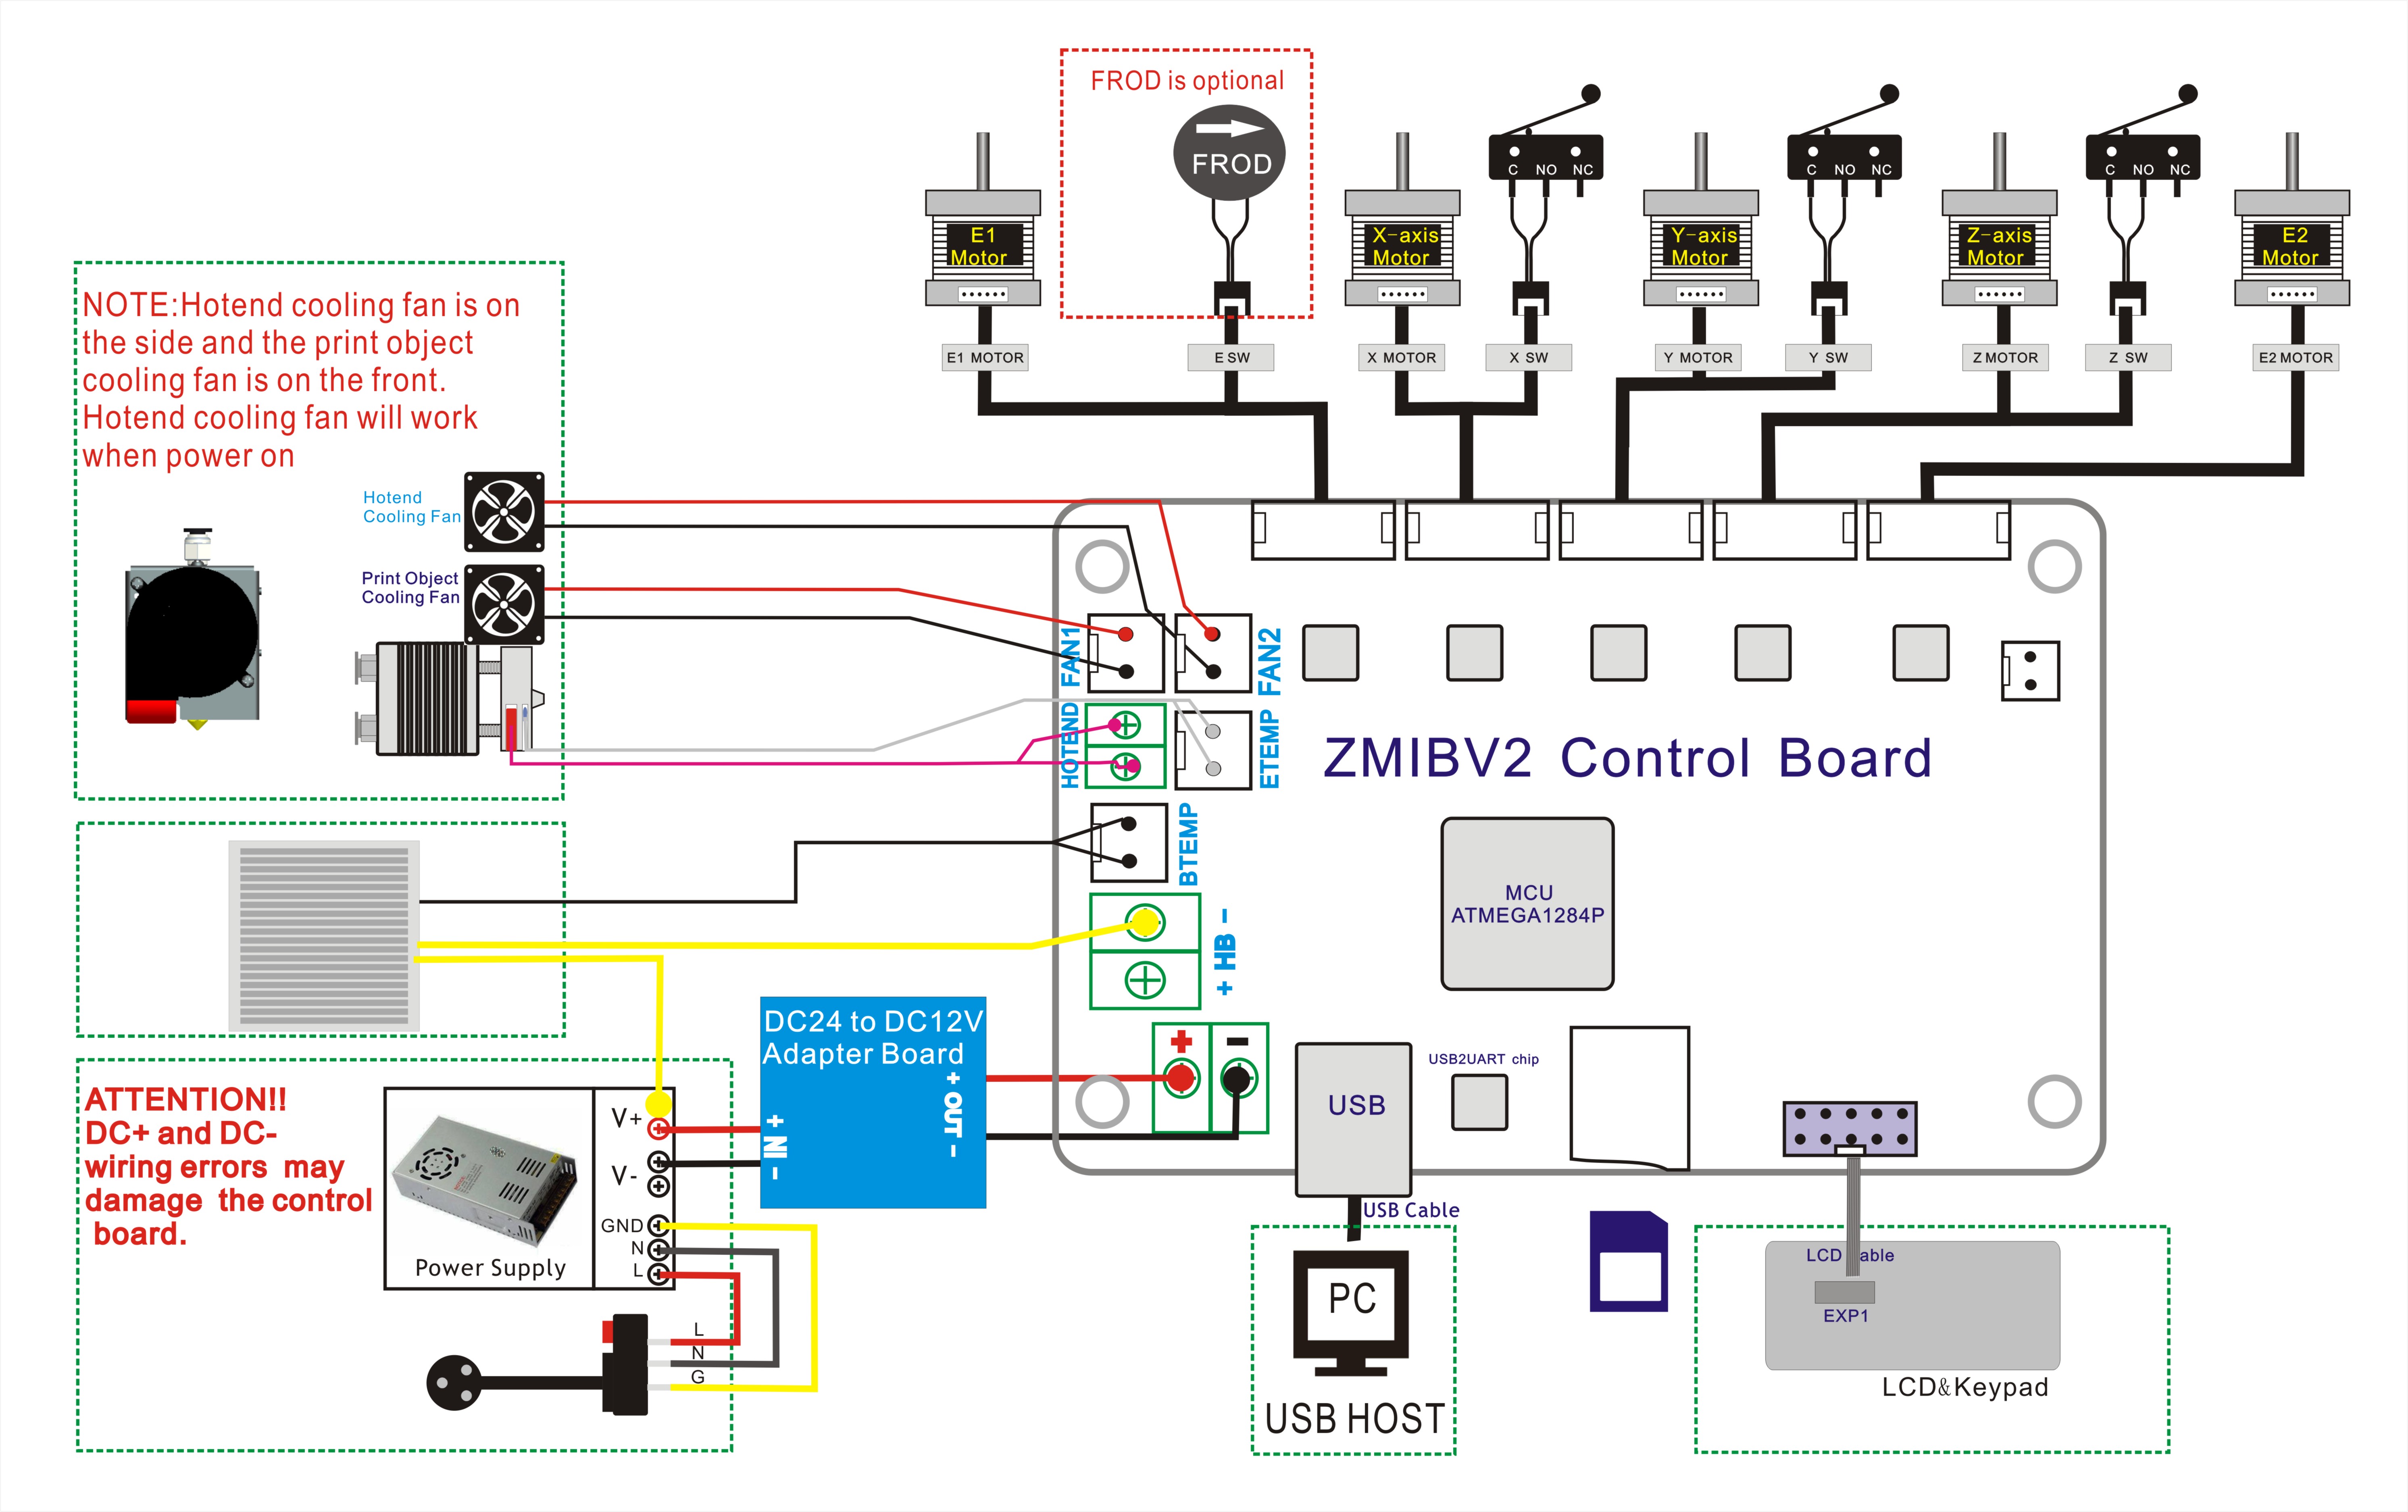 FROD is optional
FROD
C NO NC
C NO NC
C NO NC
E1
Motor
X-axis
Motor
Y-axis
Motor
Z-axis
Motor
E2
Motor
E1 MOTOR
E SW
X MOTOR
X SW
Y MOTOR
Y SW
Z MOTOR
Z SW
E2 MOTOR
NOTE:Hotend cooling fan is on
the side and the print object
cooling fan is on the front.
Hotend cooling fan will work
when power on
Hotend
Cooling Fan
Print Object
Cooling Fan
FAN1
FAN2
HOTEND
ETEMP
BTEMP
+ HB -
ZMIBV2 Control Board
MCU
ATMEGA1284P
DC24 to DC12V
Adapter Board
+ IN -
+ OUT -
+ -
USB
USB2UART chip
USB Cable
PC
USB HOST
LCD able
EXP1
LCD&Keypad
ATTENTION!!
DC+ and DC-
wiring errors may
damage the control
board.
V+
V-
GND
N
L
Power Supply
L
N
G